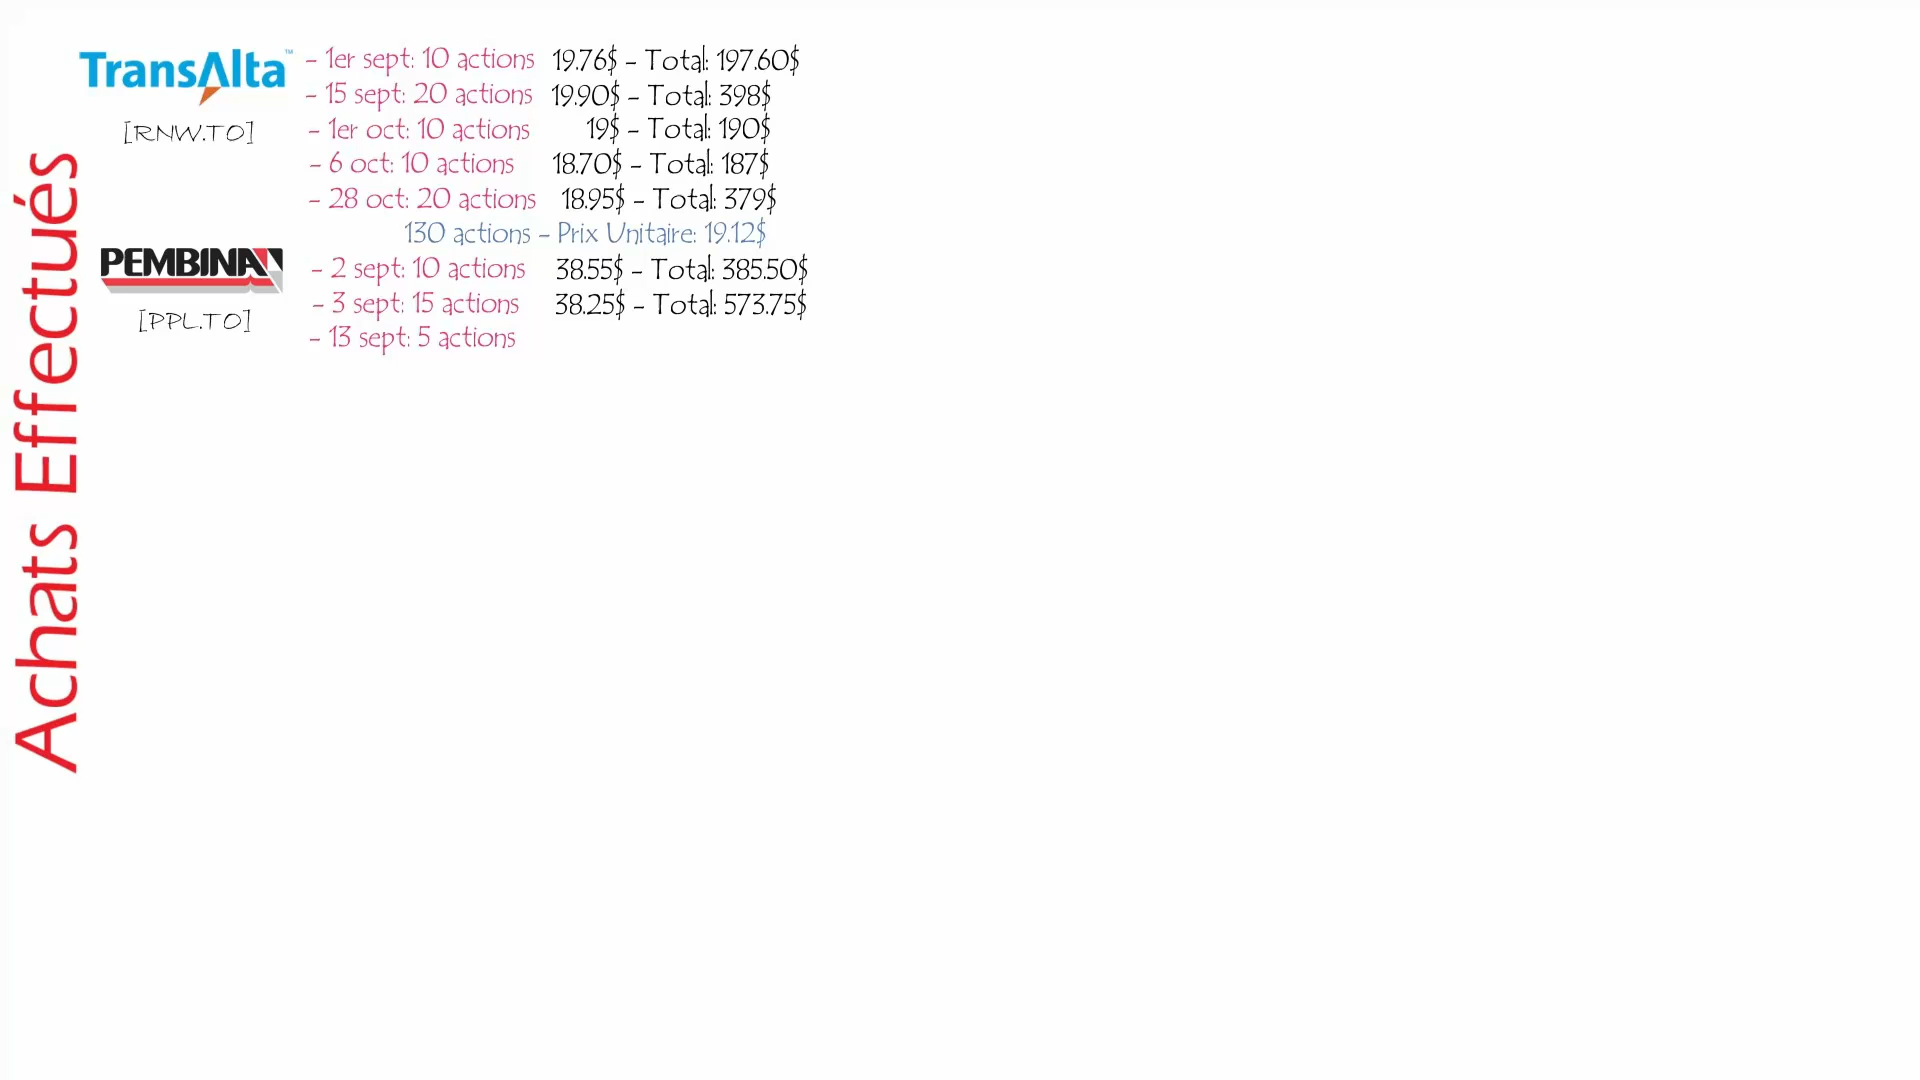 Achats Effectués
TransAlta™
[RNW.TO]
- 1er sept: 10 actions 19.76$ - Total: 197.60$
- 15 sept: 20 actions 19.90$ - Total: 398$
- 1er oct: 10 actions 19$ - Total: 190$
- 6 oct: 10 actions 18.70$ - Total: 187$
- 28 oct: 20 actions 18.95$ - Total: 379$
130 actions - Prix Unitaire: 19.12$
PEMBINA
[PPL.TO]
- 2 sept: 10 actions 38.55$ - Total: 385.50$
- 3 sept: 15 actions 38.25$ - Total: 573.75$
- 13 sept: 5 actions